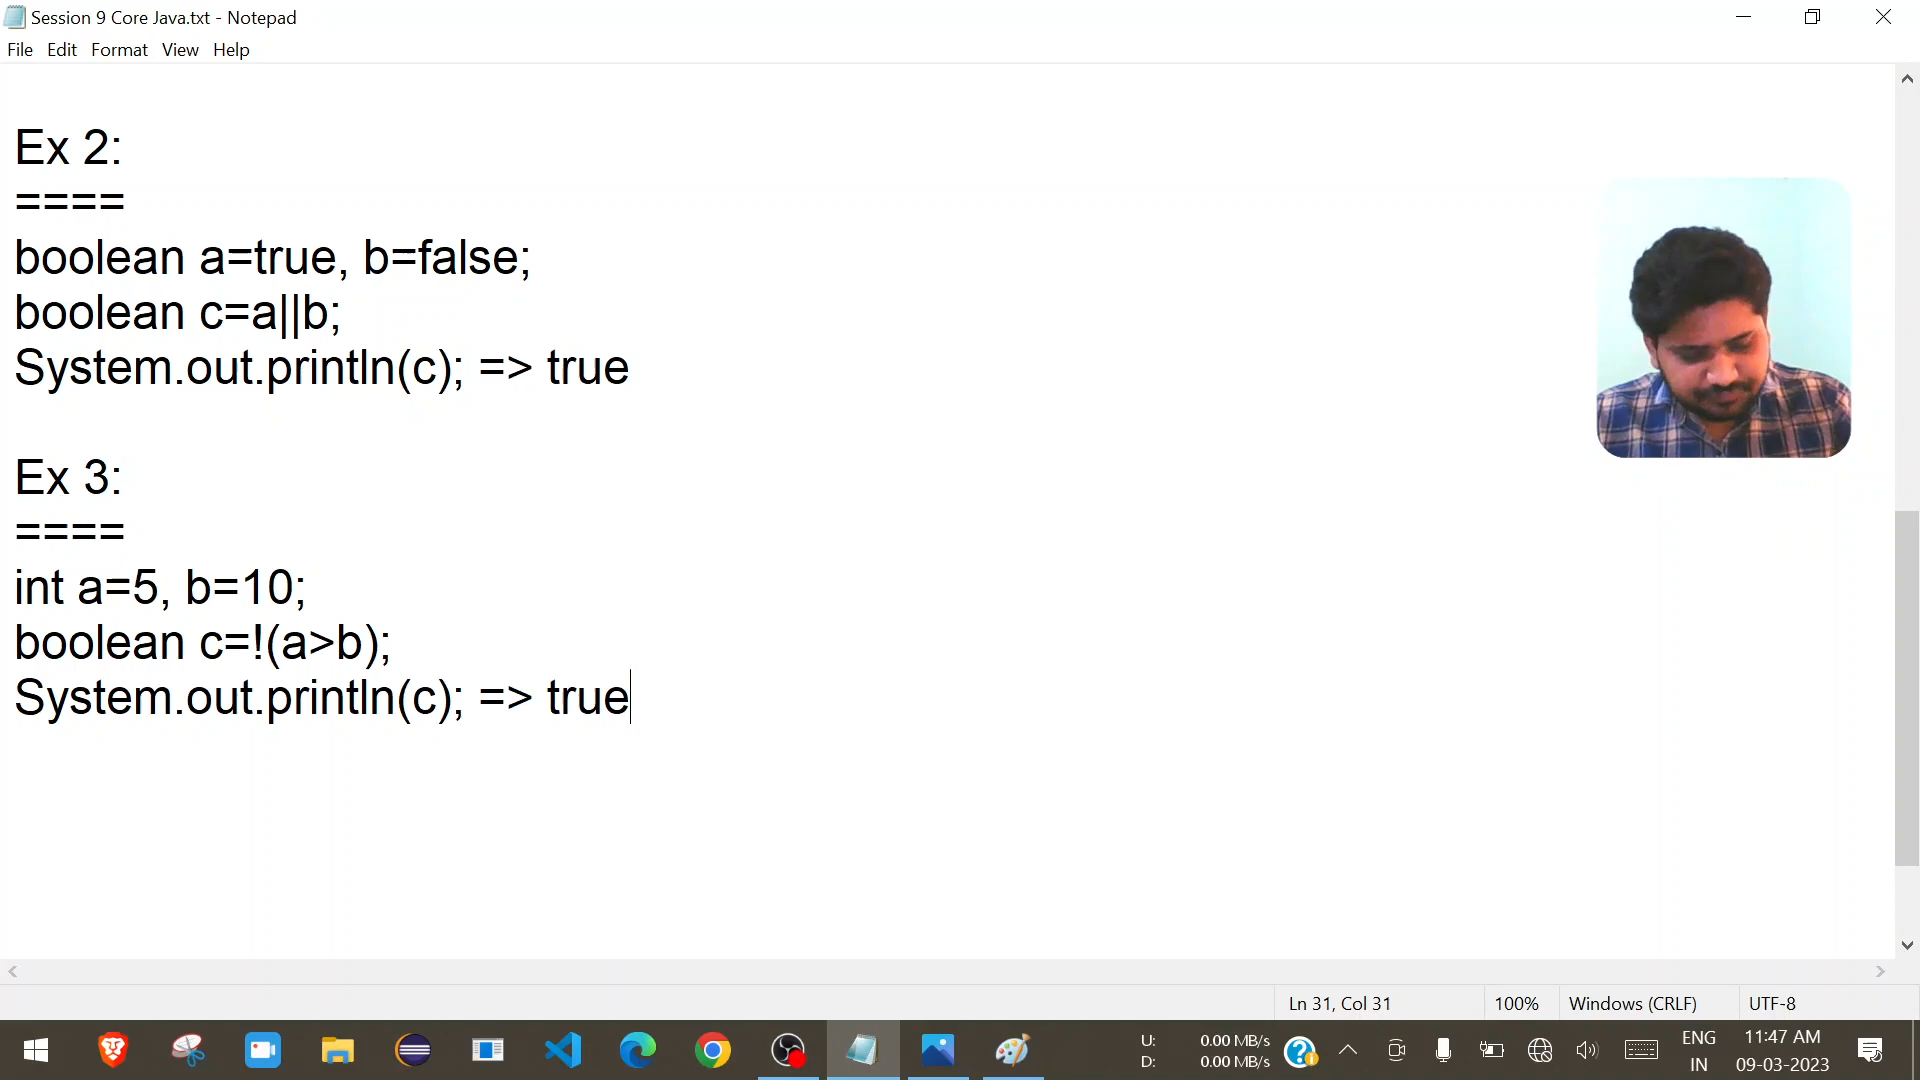 Session 9 Core Java.txt - Notepad
File Edit Format View Help
Ex 2:
====
boolean a=true, b=false;
boolean c=a||b;
System.out.println(c); => true
Ex 3:
====
int a=5, b=10;
boolean c=!(a>b);
System.out.println(c); => true
Ln 31, Col 31 100% Windows (CRLF) UTF-8
U: 0.00 MB/s
D: 0.00 MB/s
ENG
IN
11:47 AM
09-03-2023